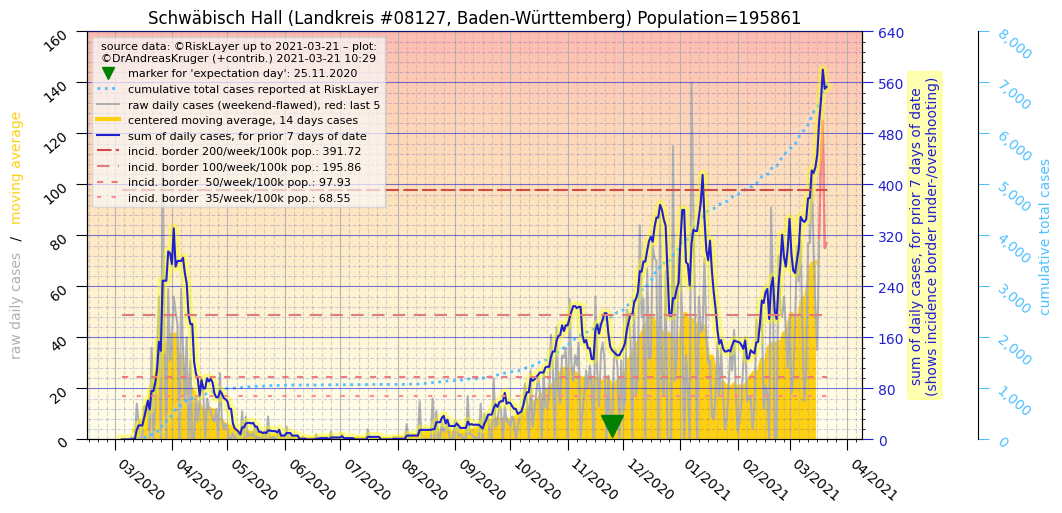 Schwäbisch Hall (Landkreis #08127, Baden-Württemberg) Population=195861
source data: ©RiskLayer up to 2021-03-21 – plot:
©DrAndreasKruger (+contrib.) 2021-03-21 10:29
marker for 'expectation day': 25.11.2020
cumulative total cases reported at RiskLayer
raw daily cases (weekend-flawed), red: last 5
centered moving average, 14 days cases
sum of daily cases, for prior 7 days of date
incid. border 200/week/100k pop.: 391.72
incid. border 100/week/100k pop.: 195.86
incid. border  50/week/100k pop.: 97.93
incid. border  35/week/100k pop.: 68.55
raw daily cases  /  moving average
160
140
120
100
80
60
40
20
0
640
560
480
400
320
240
160
80
0
sum of daily cases, for prior 7 days of date
(shows incidence border under-/overshooting)
8,000
7,000
6,000
5,000
4,000
3,000
2,000
1,000
0
cumulative total cases
03/2020
04/2020
05/2020
06/2020
07/2020
08/2020
09/2020
10/2020
11/2020
12/2020
01/2021
02/2021
03/2021
04/2021